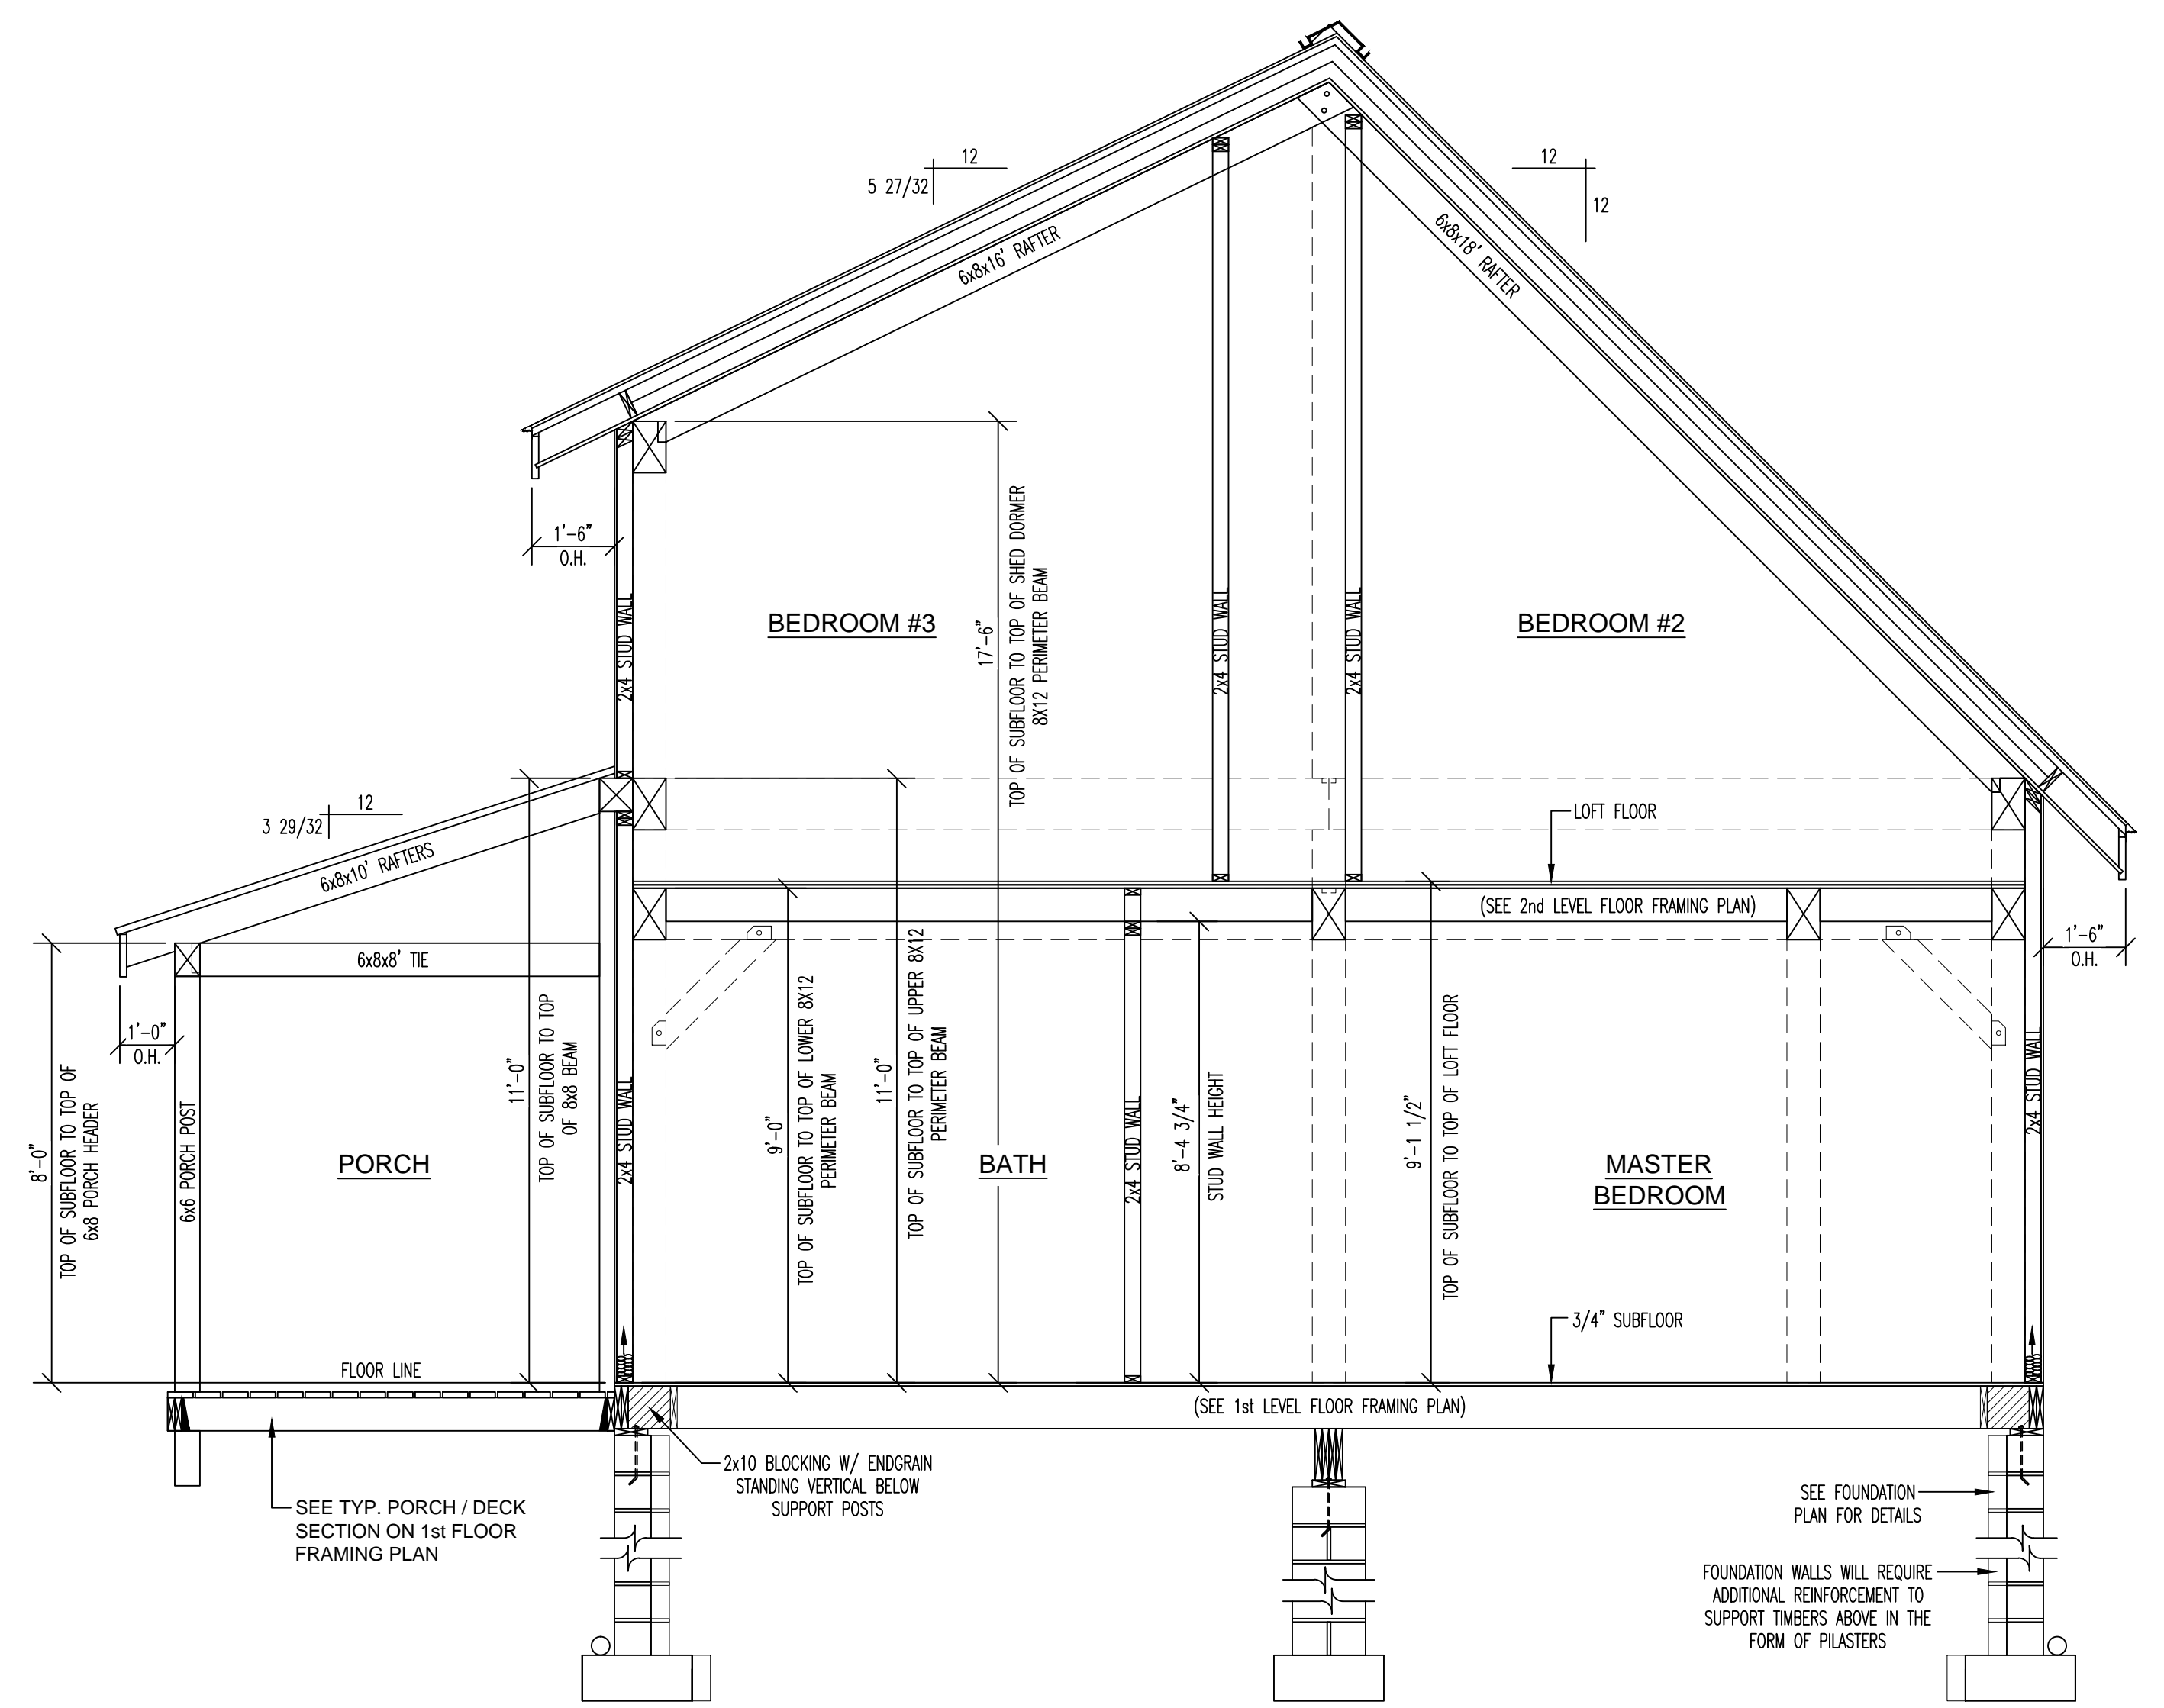 12
5 27/32
12
12
6x8x16' RAFTER
6x8x18' RAFTER
1'-6"
O.H.
2x4 STUD WALL
BEDROOM #3
17'-6"
TOP OF SUBFLOOR TO TOP OF SHED DORMER
8X12 PERIMETER BEAM
2x4 STUD WALL
2x4 STUD WALL
BEDROOM #2
12
3 29/32
6x8x10' RAFTERS
LOFT FLOOR
(SEE 2nd LEVEL FLOOR FRAMING PLAN)
6x8x8' TIE
1'-6"
O.H.
1'-0"
O.H.
8'-0"
TOP OF SUBFLOOR TO TOP OF
6x8 PORCH HEADER
6x6 PORCH POST
PORCH
11'-0"
TOP OF SUBFLOOR TO TOP
OF 8x8 BEAM
2x4 STUD WALL
9'-0"
TOP OF SUBFLOOR TO TOP OF LOWER 8X12
PERIMETER BEAM
11'-0"
TOP OF SUBFLOOR TO TOP OF UPPER 8X12
PERIMETER BEAM
BATH
2x4 STUD WALL
8'-4 3/4"
STUD WALL HEIGHT
9'-1 1/2"
TOP OF SUBFLOOR TO TOP OF LOFT FLOOR
MASTER
BEDROOM
2x4 STUD WALL
3/4" SUBFLOOR
FLOOR LINE
(SEE 1st LEVEL FLOOR FRAMING PLAN)
2x10 BLOCKING W/ ENDGRAIN
STANDING VERTICAL BELOW
SUPPORT POSTS
SEE TYP. PORCH / DECK
SECTION ON 1st FLOOR
FRAMING PLAN
SEE FOUNDATION
PLAN FOR DETAILS
FOUNDATION WALLS WILL REQUIRE
ADDITIONAL REINFORCEMENT TO
SUPPORT TIMBERS ABOVE IN THE
FORM OF PILASTERS